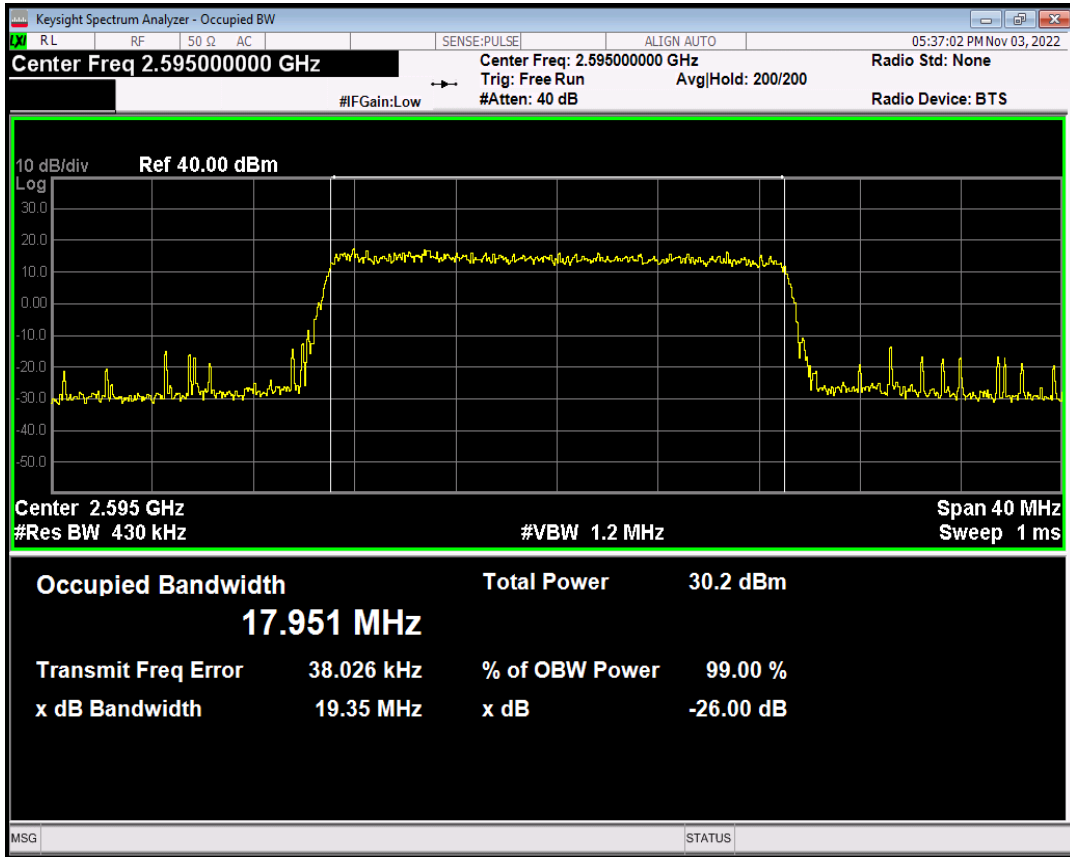 Keysight Spectrum Analyzer - Occupied BW
LXI RL RF 50 Ω AC SENSE:PULSE ALIGN AUTO 05:37:02 PM Nov 03, 2022
Center Freq 2.595000000 GHz Center Freq: 2.595000000 GHz Radio Std: None
Trig: Free Run Avg|Hold: 200/200
#IFGain:Low #Atten: 40 dB Radio Device: BTS
10 dB/div Ref 40.00 dBm
Log
30.0
20.0
10.0
0.00
-10.0
-20.0
-30.0
-40.0
-50.0
Center 2.595 GHz Span 40 MHz
#Res BW 430 kHz #VBW 1.2 MHz Sweep 1 ms
Occupied Bandwidth Total Power 30.2 dBm
17.951 MHz
Transmit Freq Error 38.026 kHz % of OBW Power 99.00 %
x dB Bandwidth 19.35 MHz x dB -26.00 dB
MSG STATUS